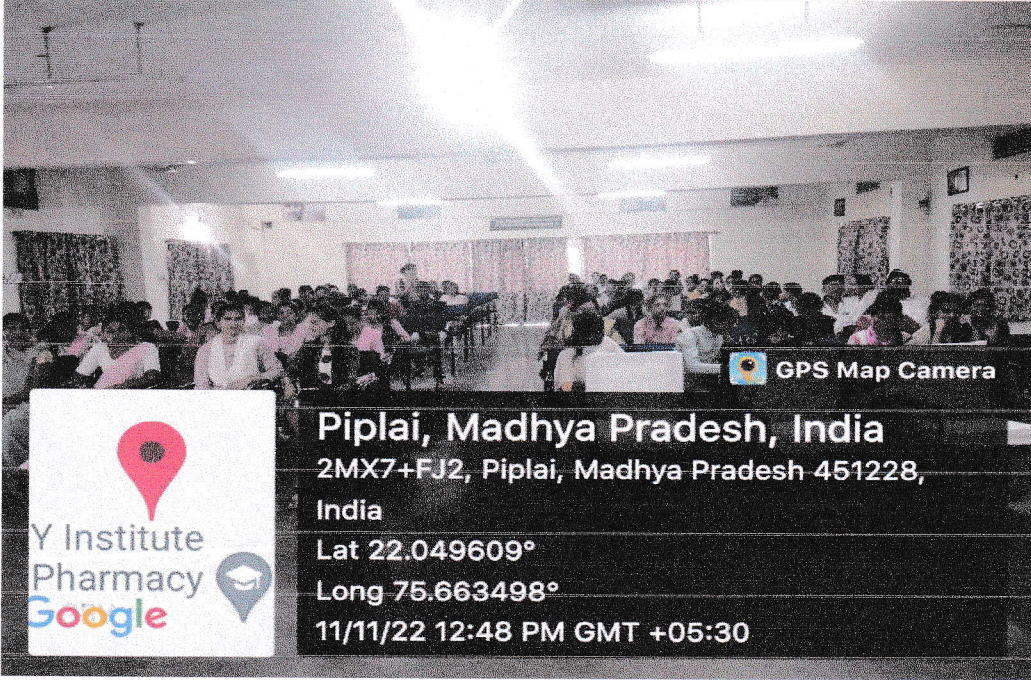 GPS Map Camera
Piplai, Madhya Pradesh, India
2MX7+FJ2, Piplai, Madhya Pradesh 451228,
India
Lat 22.049609°
Long 75.663498°
11/11/22 12:48 PM GMT +05:30
Y Institute
Pharmacy
Google